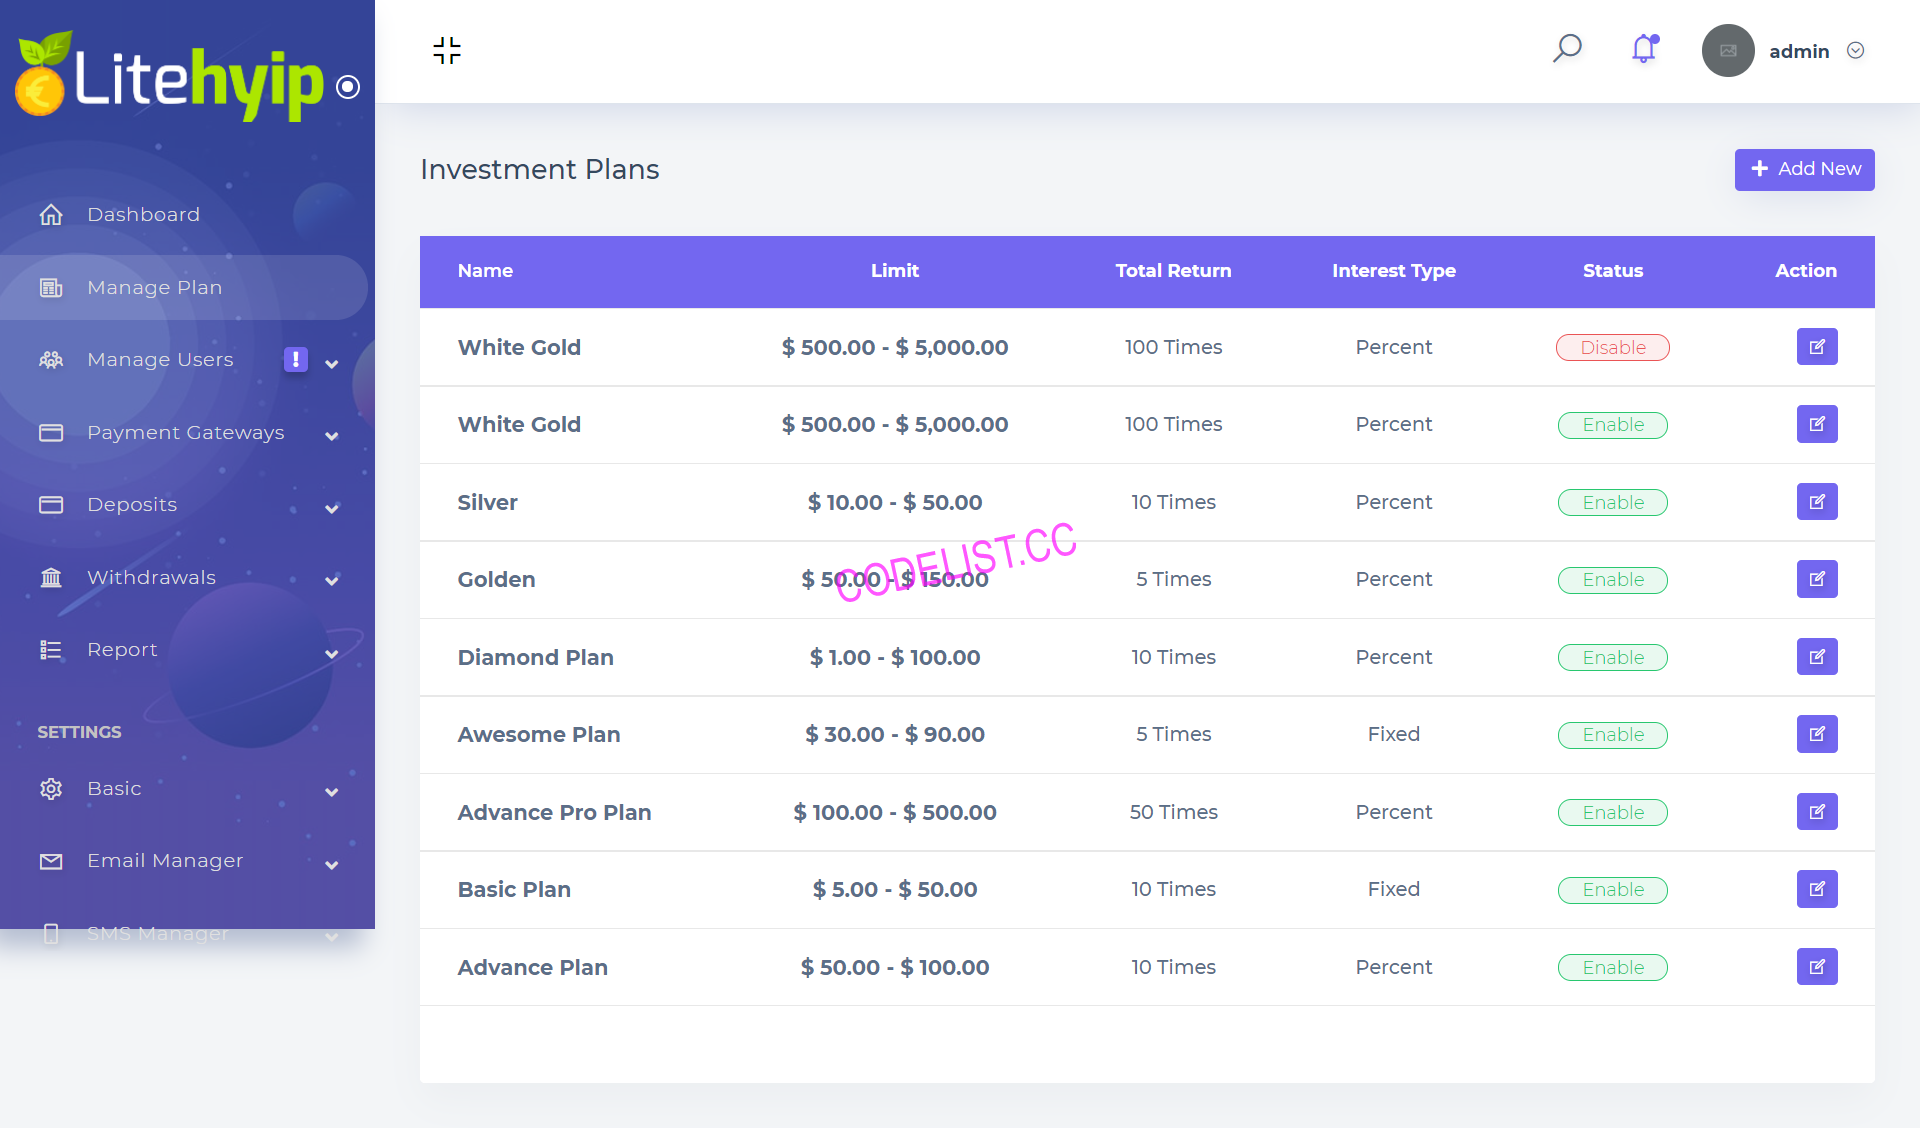 Litehyip
admin
Dashboard
Manage Plan
Manage Users !
Payment Gateways
Deposits
Withdrawals
Report
SETTINGS
Basic
Email Manager
SMS Manager
Investment Plans
Add New
Name Limit Total Return Interest Type Status Action
White Gold $ 500.00 - $ 5,000.00 100 Times Percent Disable
White Gold $ 500.00 - $ 5,000.00 100 Times Percent Enable
Silver $ 10.00 - $ 50.00 10 Times Percent Enable
Golden $ 50.00 - $ 150.00 5 Times Percent Enable
CODELIST.CC
Diamond Plan $ 1.00 - $ 100.00 10 Times Percent Enable
Awesome Plan $ 30.00 - $ 90.00 5 Times Fixed Enable
Advance Pro Plan $ 100.00 - $ 500.00 50 Times Percent Enable
Basic Plan $ 5.00 - $ 50.00 10 Times Fixed Enable
Advance Plan $ 50.00 - $ 100.00 10 Times Percent Enable